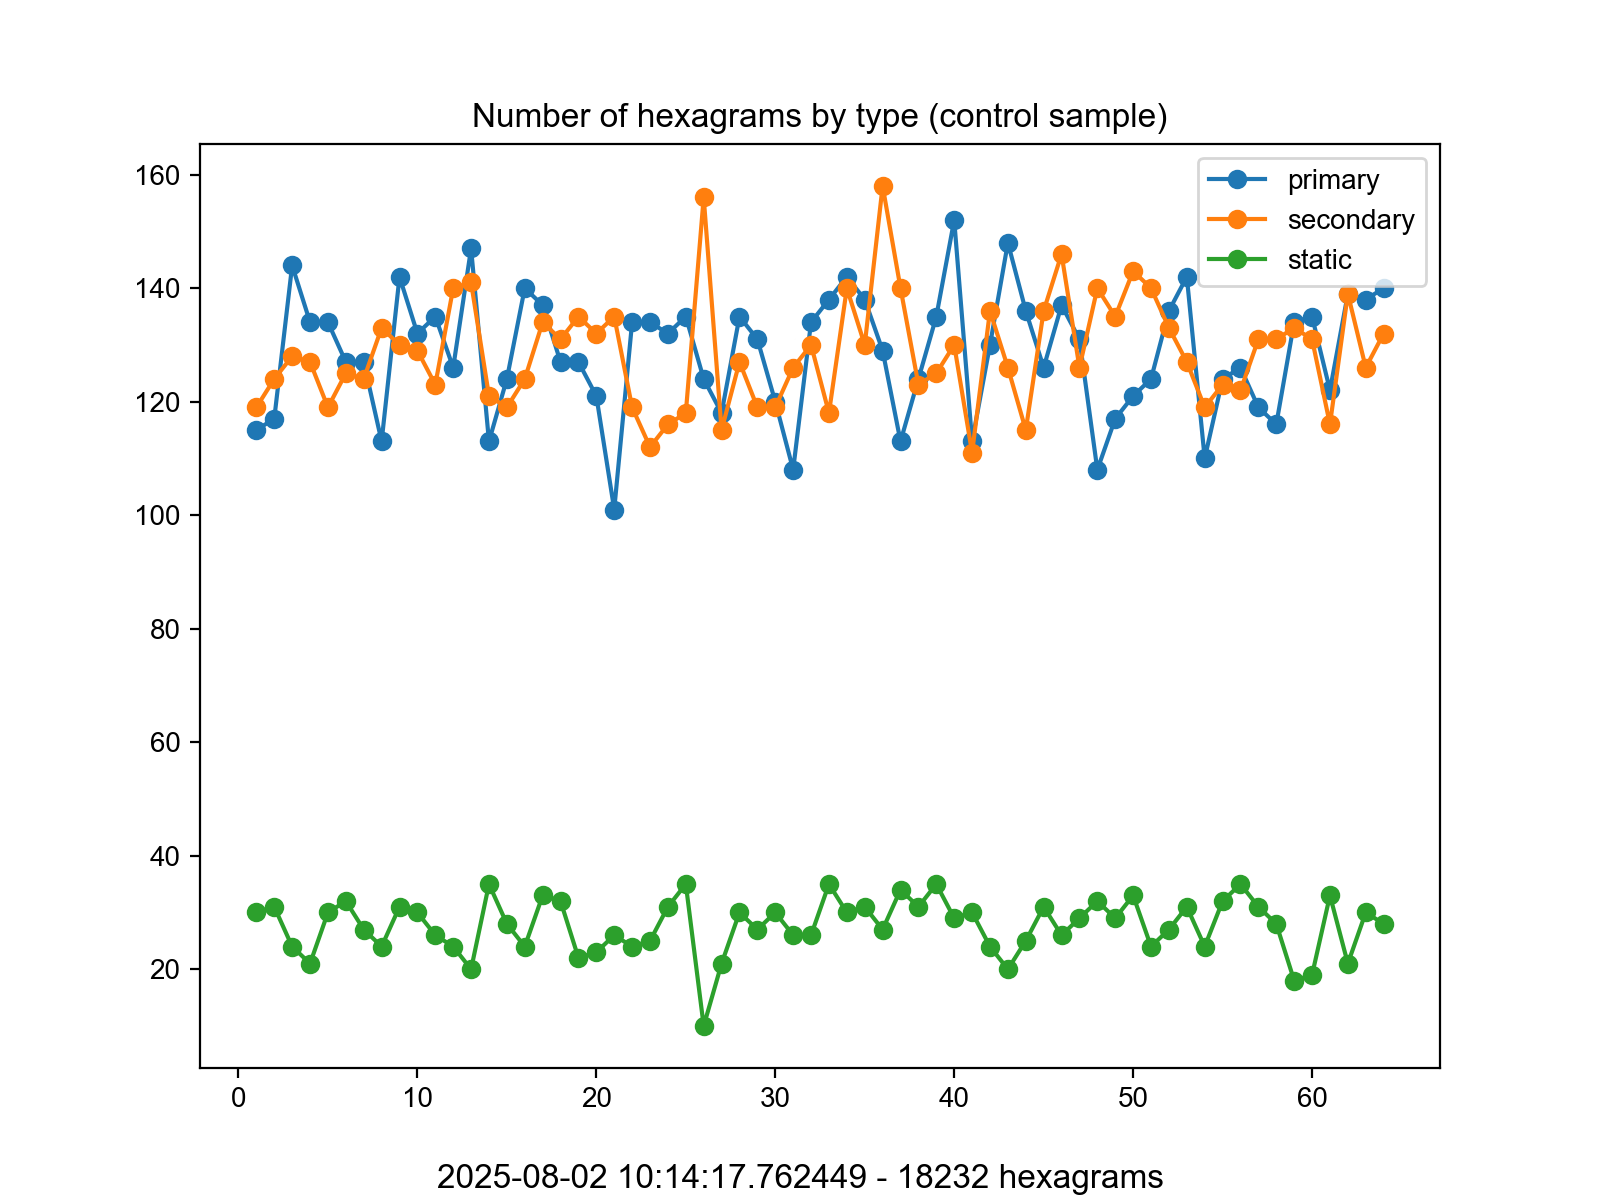 Number of hexagrams by type (control sample)
160
140
120
100
80
60
40
20
primary
secondary
static
0 10 20 30 40 50 60
2025-08-02 10:14:17.762449 - 18232 hexagrams